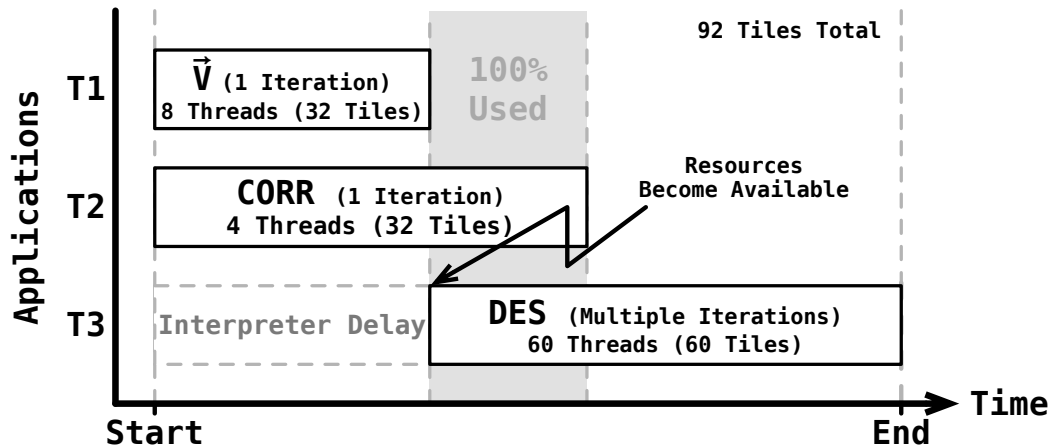 92 Tiles Total
Applications
T1
V⃗ (1 Iteration)
8 Threads (32 Tiles)
100%
Used
T2
CORR (1 Iteration)
4 Threads (32 Tiles)
Resources
Become Available
T3
Interpreter Delay
DES (Multiple Iterations)
60 Threads (60 Tiles)
Time
Start
End